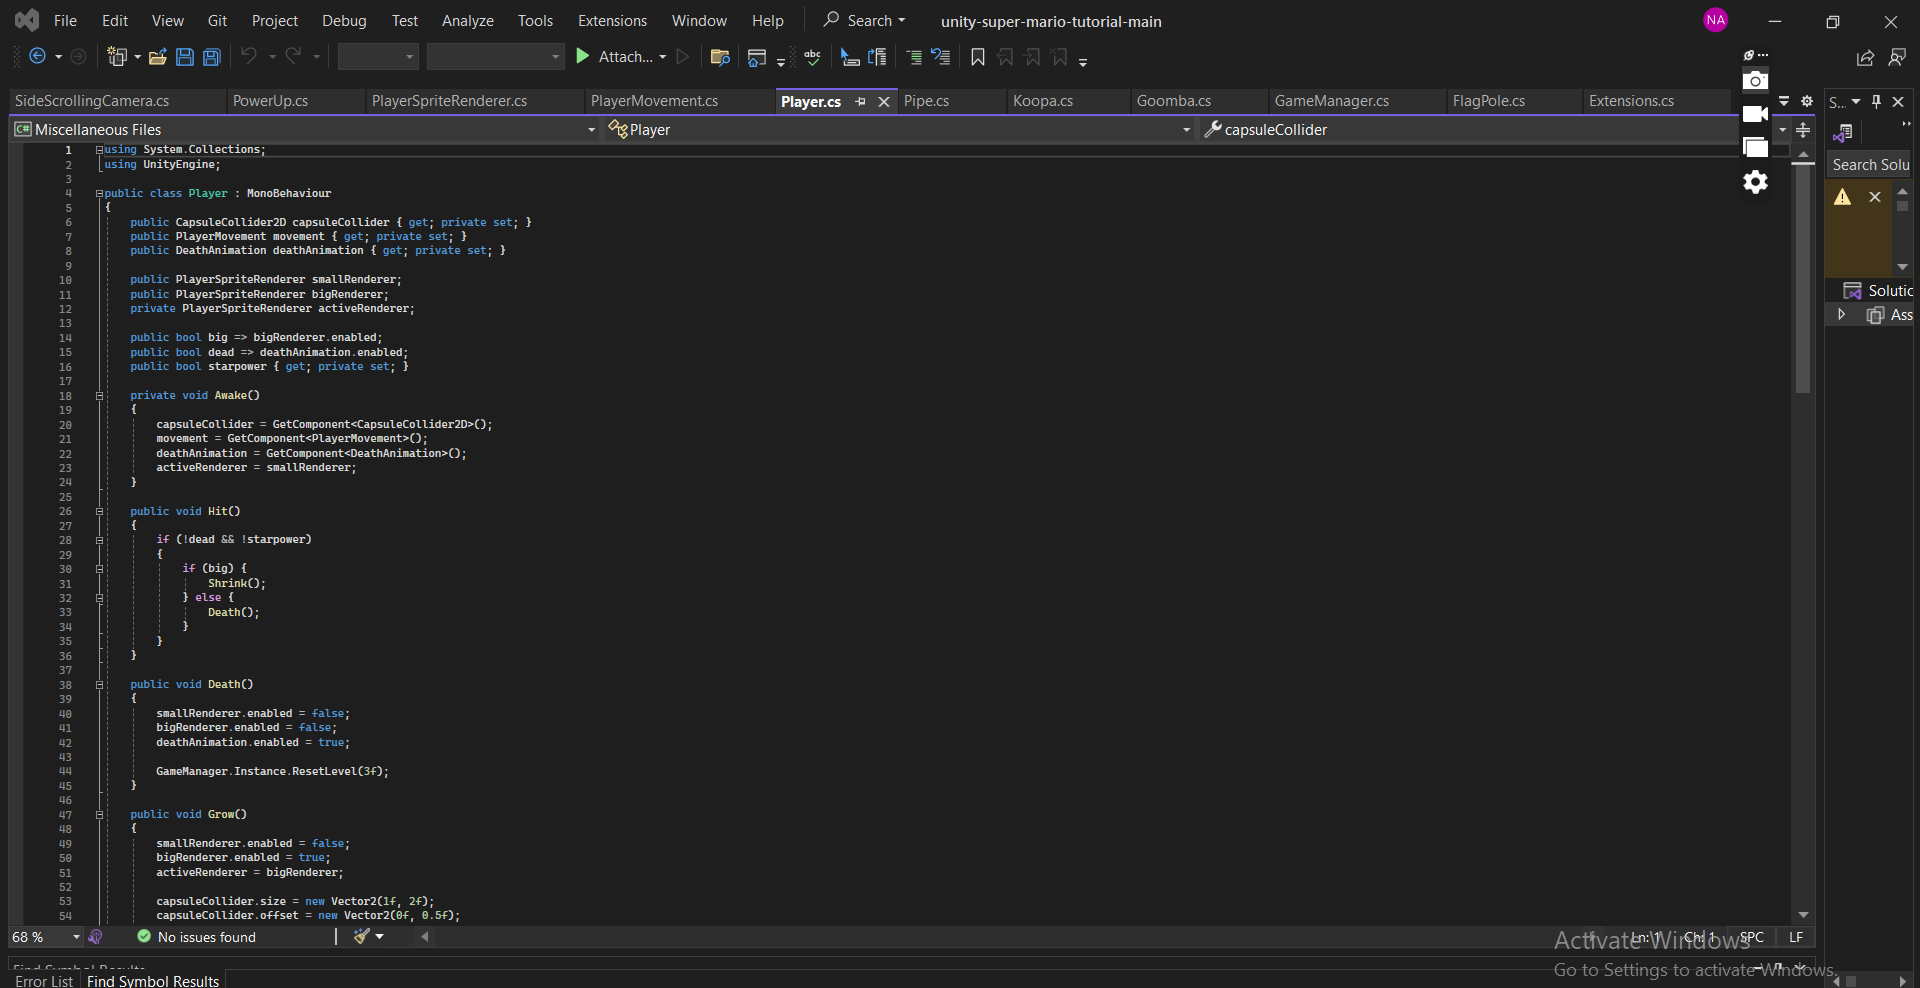 File Edit View Git Project Debug Test Analyze Tools Extensions Window Help Search unity-super-mario-tutorial-main NA
Attach...
abc
SideScrollingCamera.cs PowerUp.cs PlayerSpriteRenderer.cs PlayerMovement.cs Player.cs Pipe.cs Koopa.cs Goomba.cs GameManager.cs FlagPole.cs Extensions.cs S...
C# Miscellaneous Files Player capsuleCollider
Search Solu
Solutio
Ass
1 using System.Collections;
2 using UnityEngine;
3
4 public class Player : MonoBehaviour
5 {
6 public CapsuleCollider2D capsuleCollider { get; private set; }
7 public PlayerMovement movement { get; private set; }
8 public DeathAnimation deathAnimation { get; private set; }
9
10 public PlayerSpriteRenderer smallRenderer;
11 public PlayerSpriteRenderer bigRenderer;
12 private PlayerSpriteRenderer activeRenderer;
13
14 public bool big => bigRenderer.enabled;
15 public bool dead => deathAnimation.enabled;
16 public bool starpower { get; private set; }
17
18 private void Awake()
19 {
20 capsuleCollider = GetComponent<CapsuleCollider2D>();
21 movement = GetComponent<PlayerMovement>();
22 deathAnimation = GetComponent<DeathAnimation>();
23 activeRenderer = smallRenderer;
24 }
25
26 public void Hit()
27 {
28 if (!dead && !starpower)
29 {
30 if (big) {
31 Shrink();
32 } else {
33 Death();
34 }
35 }
36 }
37
38 public void Death()
39 {
40 smallRenderer.enabled = false;
41 bigRenderer.enabled = false;
42 deathAnimation.enabled = true;
43
44 GameManager.Instance.ResetLevel(3f);
45 }
46
47 public void Grow()
48 {
49 smallRenderer.enabled = false;
50 bigRenderer.enabled = true;
51 activeRenderer = bigRenderer;
52
53 capsuleCollider.size = new Vector2(1f, 2f);
54 capsuleCollider.offset = new Vector2(0f, 0.5f);
68 % No issues found Ln: 1 Ch: 1 SPC LF
Activate Windows
Go to Settings to activate Windows.
Find Symbol Results
Error List Find Symbol Results